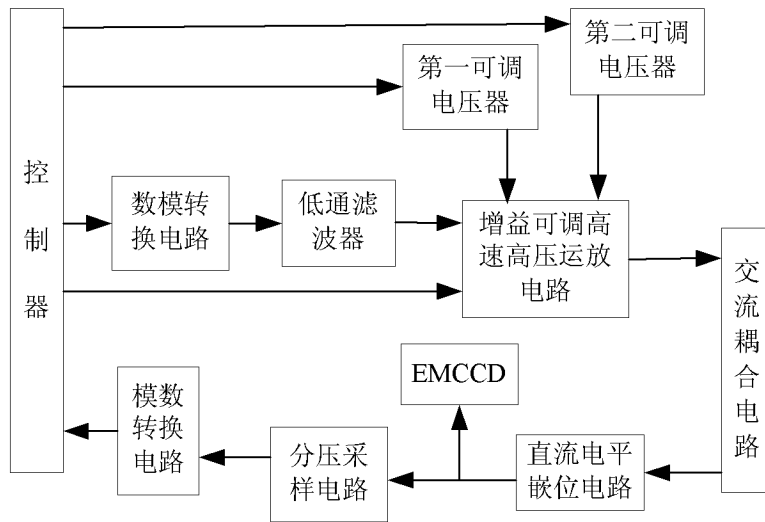 第二可调
电压器
第一可调
电压器
控
制
器
数模转
换电路
低通滤
波器
增益可调高
速高压运放
电路
交
流
耦
合
电
路
EMCCD
模数
转换
电路
分压采
样电路
直流电平
嵌位电路